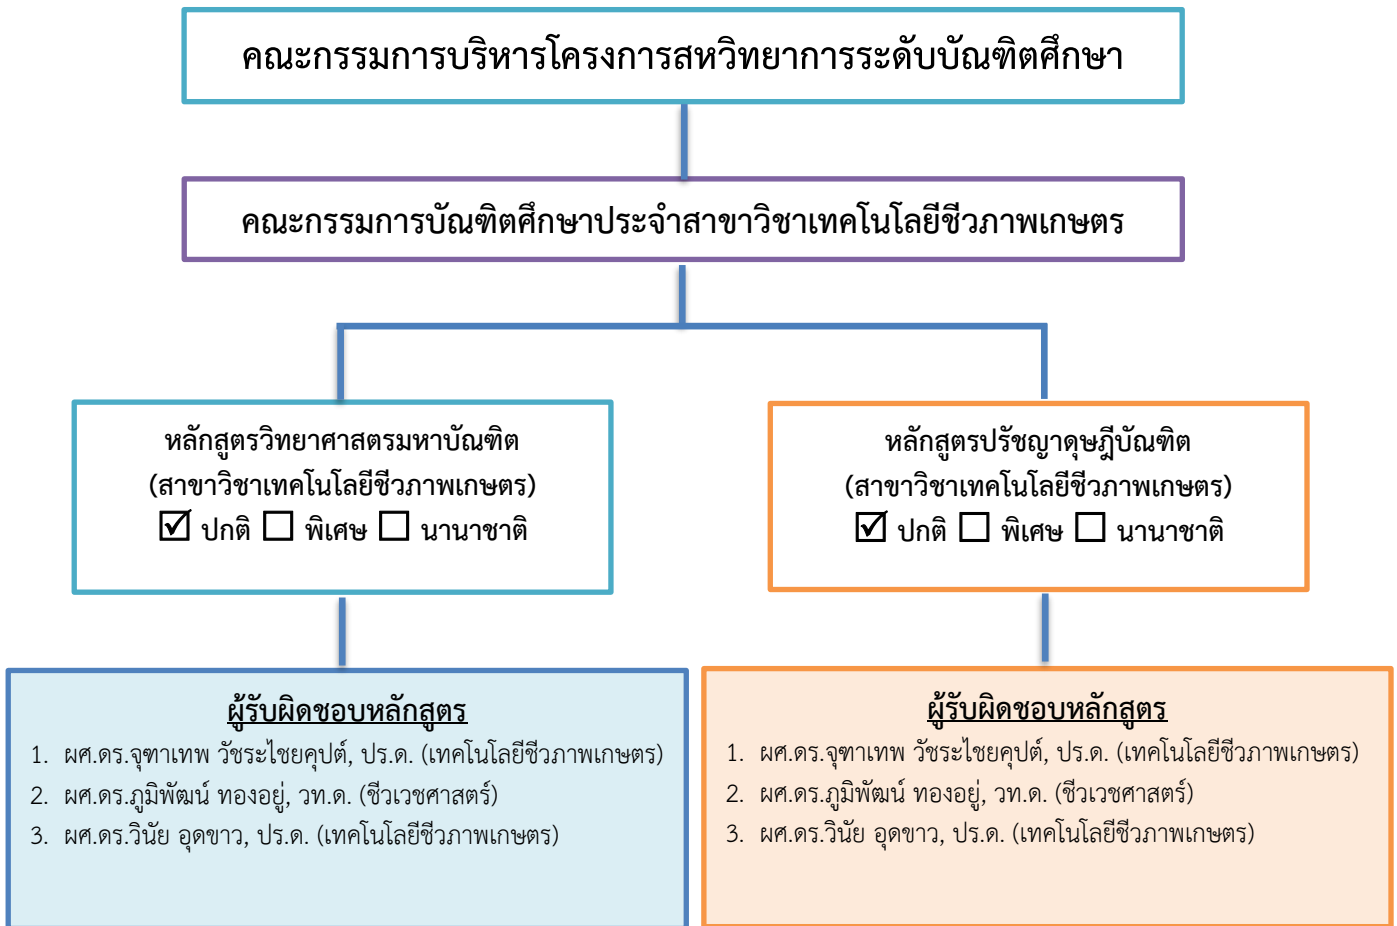 คณะกรรมการบริหารโครงการสหวิทยาการระดับบัณฑิตศึกษา
คณะกรรมการบัณฑิตศึกษาประจำสาขาวิชาเทคโนโลยีชีวภาพเกษตร
หลักสูตรวิทยาศาสตรมหาบัณฑิต
(สาขาวิชาเทคโนโลยีชีวภาพเกษตร)
☑ ปกติ ☐ พิเศษ ☐ นานาชาติ
หลักสูตรปรัชญาดุษฎีบัณฑิต
(สาขาวิชาเทคโนโลยีชีวภาพเกษตร)
☑ ปกติ ☐ พิเศษ ☐ นานาชาติ
ผู้รับผิดชอบหลักสูตร
1. ผศ.ดร.จุฑาเทพ วัชระไชยคุปต์, ปร.ด. (เทคโนโลยีชีวภาพเกษตร)
2. ผศ.ดร.ภูมิพัฒน์ ทองอยู่, วท.ด. (ชีวเวชศาสตร์)
3. ผศ.ดร.วินัย อุดขาว, ปร.ด. (เทคโนโลยีชีวภาพเกษตร)
ผู้รับผิดชอบหลักสูตร
1. ผศ.ดร.จุฑาเทพ วัชระไชยคุปต์, ปร.ด. (เทคโนโลยีชีวภาพเกษตร)
2. ผศ.ดร.ภูมิพัฒน์ ทองอยู่, วท.ด. (ชีวเวชศาสตร์)
3. ผศ.ดร.วินัย อุดขาว, ปร.ด. (เทคโนโลยีชีวภาพเกษตร)